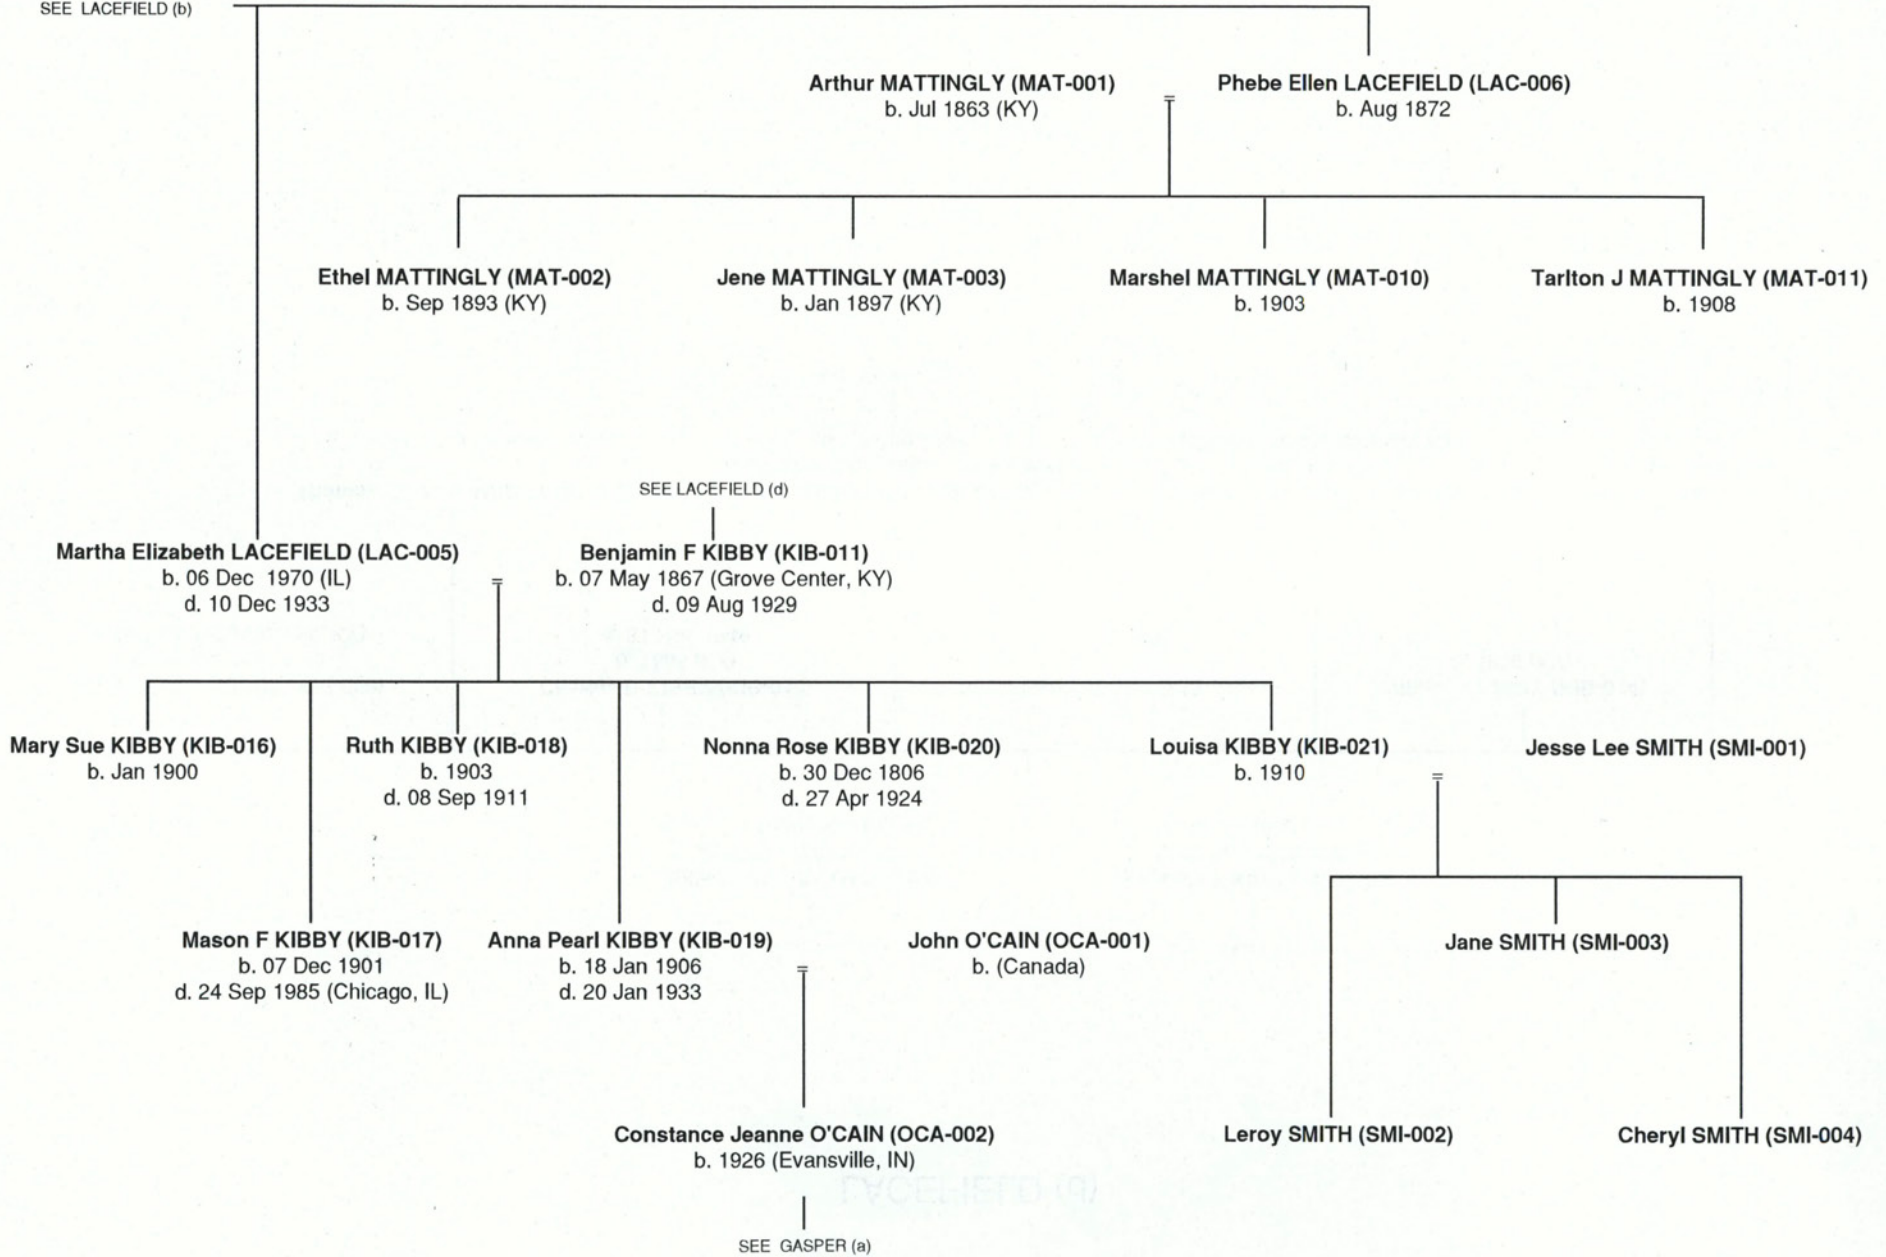 SEE LACEFIELD (b)
Arthur MATTINGLY (MAT-001)
b. Jul 1863 (KY)
Phebe Ellen LACEFIELD (LAC-006)
b. Aug 1872
=
Ethel MATTINGLY (MAT-002)
b. Sep 1893 (KY)
Jene MATTINGLY (MAT-003)
b. Jan 1897 (KY)
Marshel MATTINGLY (MAT-010)
b. 1903
Tarlton J MATTINGLY (MAT-011)
b. 1908
SEE LACEFIELD (d)
Martha Elizabeth LACEFIELD (LAC-005)
b. 06 Dec 1970 (IL)
d. 10 Dec 1933
=
Benjamin F KIBBY (KIB-011)
b. 07 May 1867 (Grove Center, KY)
d. 09 Aug 1929
Mary Sue KIBBY (KIB-016)
b. Jan 1900
Ruth KIBBY (KIB-018)
b. 1903
d. 08 Sep 1911
Nonna Rose KIBBY (KIB-020)
b. 30 Dec 1806
d. 27 Apr 1924
Louisa KIBBY (KIB-021)
b. 1910
=
Jesse Lee SMITH (SMI-001)
Mason F KIBBY (KIB-017)
b. 07 Dec 1901
d. 24 Sep 1985 (Chicago, IL)
Anna Pearl KIBBY (KIB-019)
b. 18 Jan 1906
d. 20 Jan 1933
=
John O'CAIN (OCA-001)
b. (Canada)
Jane SMITH (SMI-003)
Constance Jeanne O'CAIN (OCA-002)
b. 1926 (Evansville, IN)
Leroy SMITH (SMI-002)
Cheryl SMITH (SMI-004)
SEE GASPER (a)